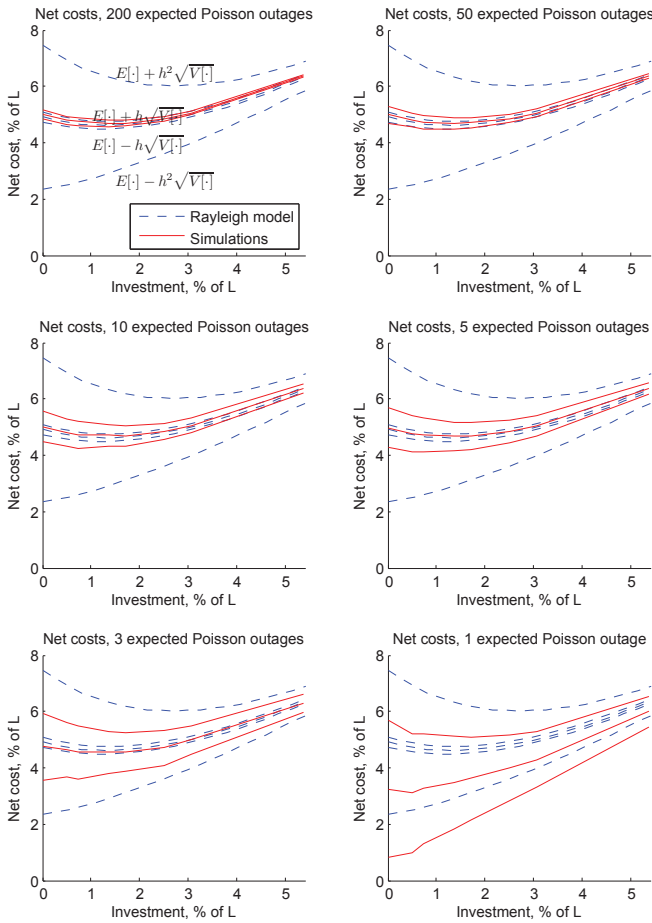 Net costs, 200 expected Poisson outages
Net cost, % of L
8
6
4
2
0
E[·] + h²√V[·]
E[·] + h√V[·]
E[·] − h√V[·]
E[·] − h²√V[·]
Rayleigh model
Simulations
0 1 2 3 4 5
Investment, % of L
Net costs, 50 expected Poisson outages
Net cost, % of L
8
6
4
2
0
0 1 2 3 4 5
Investment, % of L
Net costs, 10 expected Poisson outages
Net cost, % of L
8
6
4
2
0
0 1 2 3 4 5
Investment, % of L
Net costs, 5 expected Poisson outages
Net cost, % of L
8
6
4
2
0
0 1 2 3 4 5
Investment, % of L
Net costs, 3 expected Poisson outages
Net cost, % of L
8
6
4
2
0
0 1 2 3 4 5
Investment, % of L
Net costs, 1 expected Poisson outage
Net cost, % of L
8
6
4
2
0
0 1 2 3 4 5
Investment, % of L